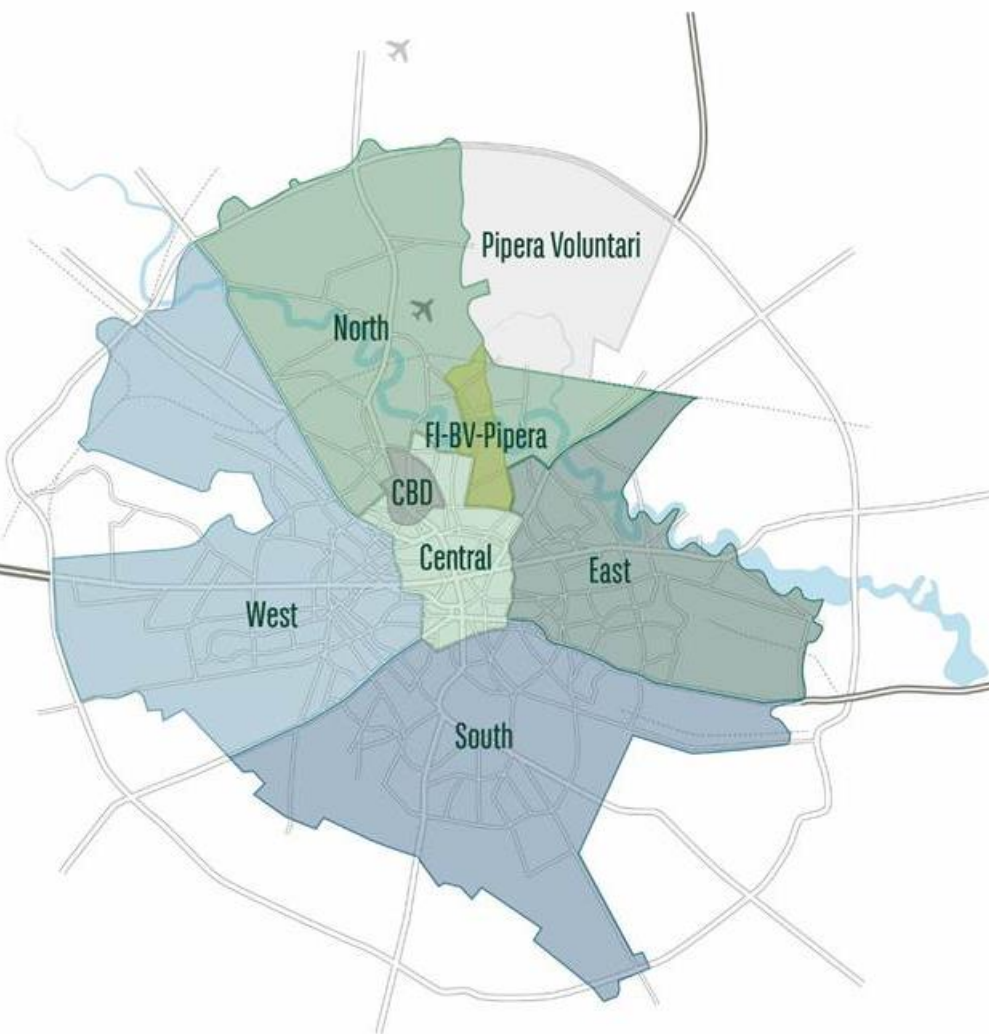 Pipera Voluntari
North
FI-BV-Pipera
CBD
Central
East
West
South